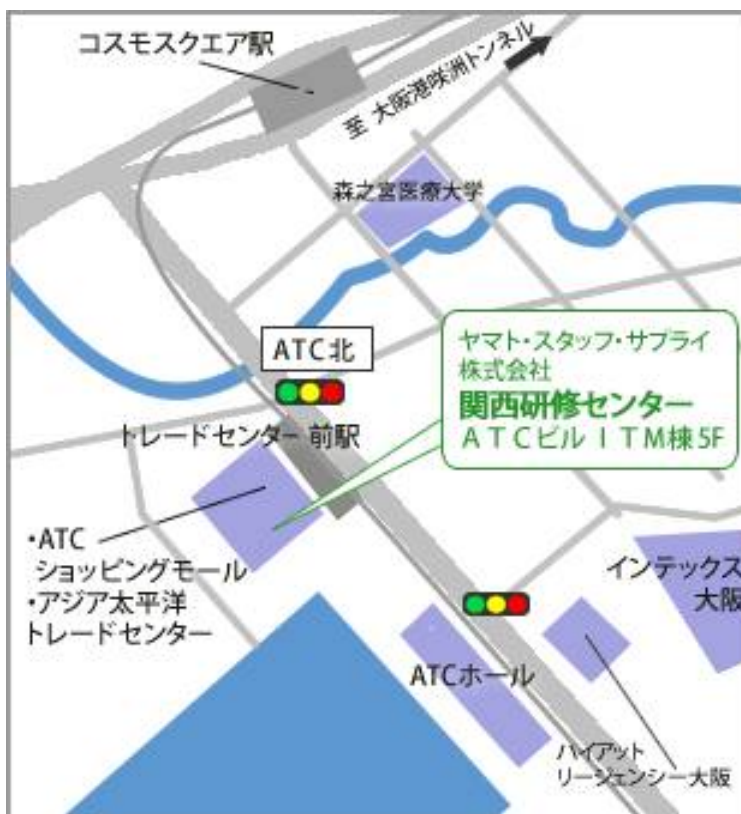 コスモスクエア駅
至 大阪港咲洲トンネル
森之宮医療大学
ATC北
ヤマト・スタッフ・サプライ
株式会社
関西研修センター
ATCビル ITM棟5F
トレードセンター前駅
・ATC
ショッピングモール
・アジア太平洋
トレードセンター
インテックス
大阪
ATCホール
ハイアット
リージェンシー大阪